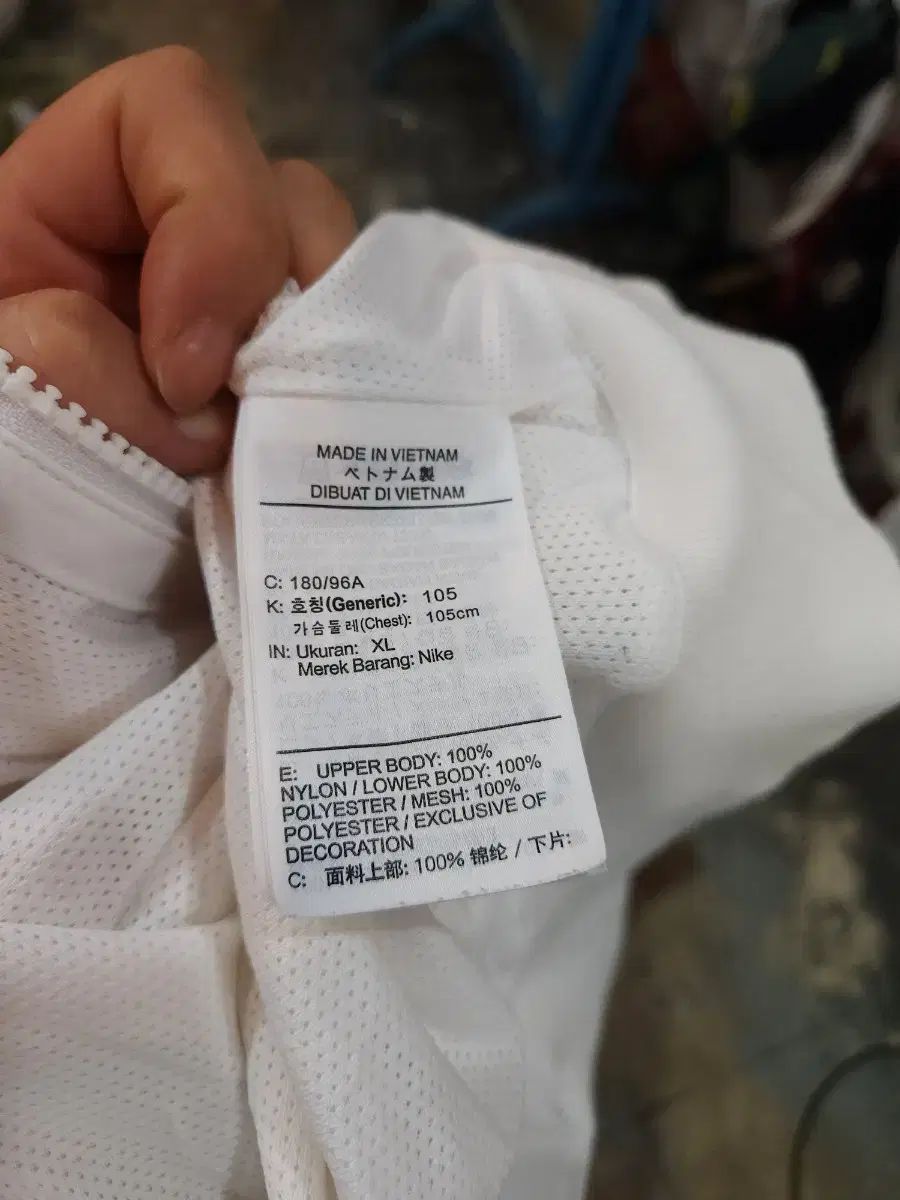 MADE IN VIETNAM
ベトナム製
DIBUAT DI VIETNAM
C: 180/96A
K: 호칭(Generic): 105
가슴둘레(Chest): 105cm
IN: Ukuran: XL
Merek Barang: Nike
E: UPPER BODY: 100%
NYLON / LOWER BODY: 100%
POLYESTER / MESH: 100%
POLYESTER / EXCLUSIVE OF
DECORATION
C: 面料上部: 100% 锦纶 / 下片: